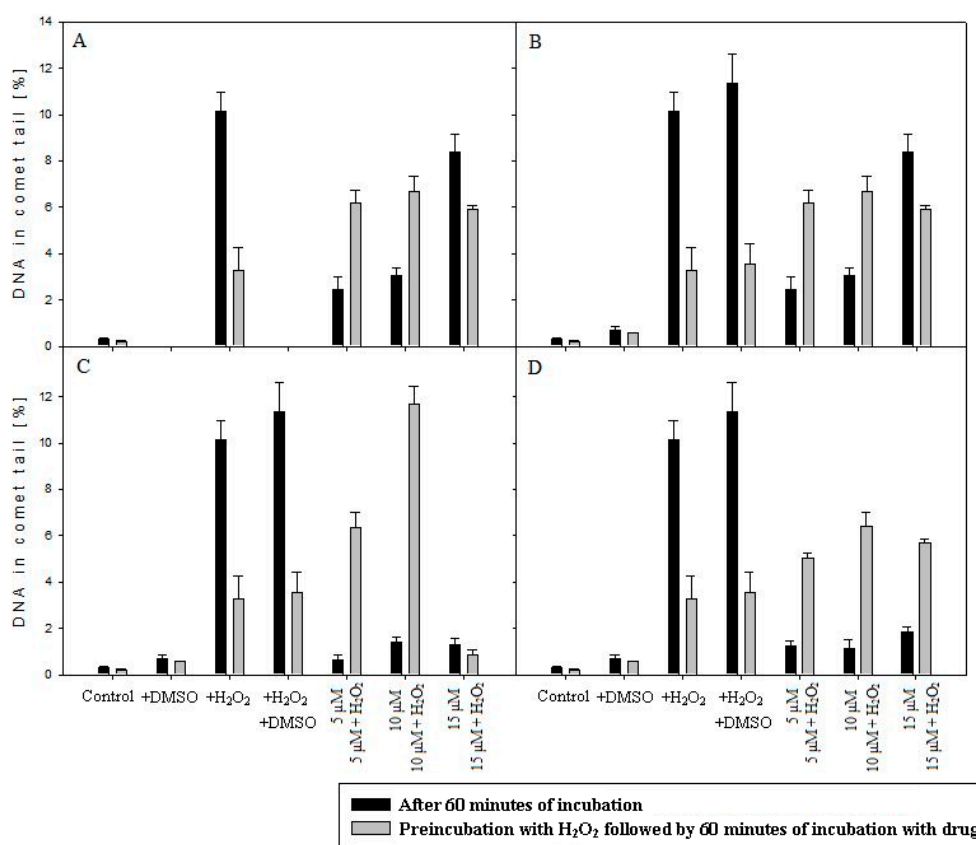 14
12
10
8
6
4
2
0
DNA in comet tail [%]
A
B
12
10
8
6
4
2
0
DNA in comet tail [%]
C
D
Control
+DMSO
+H₂O₂
+H₂O₂
+DMSO
5 µM
5 µM + H₂O₂
10 µM
10 µM + H₂O₂
15 µM
15 µM + H₂O₂
Control
+DMSO
+H₂O₂
+H₂O₂
+DMSO
5 µM
5 µM + H₂O₂
10 µM
10 µM + H₂O₂
15 µM
15 µM + H₂O₂
After 60 minutes of incubation
Preincubation with H₂O₂ followed by 60 minutes of incubation with drug